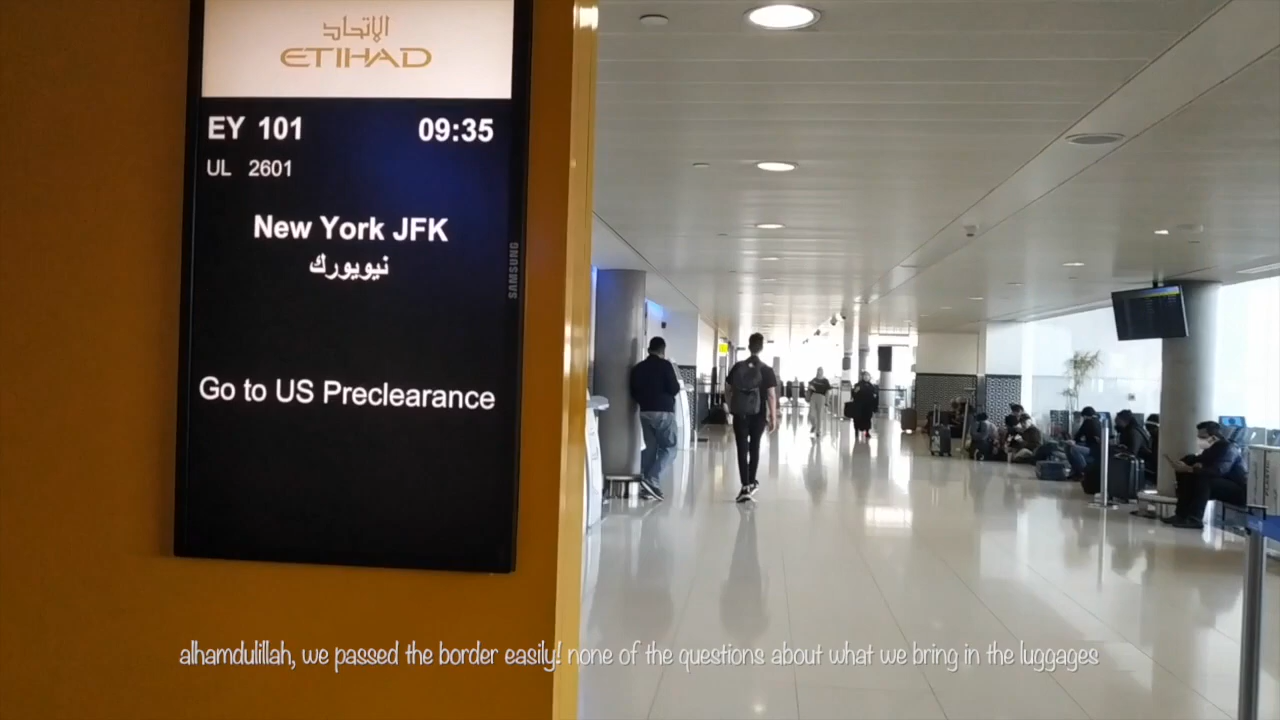 الإتحاد
ETIHAD
EY 101 09:35
UL 2601
New York JFK
نيويورك
SAMSUNG
Go to US Preclearance
alhamdulillah, we passed the border easily! none of the questions about what we bring in the luggages